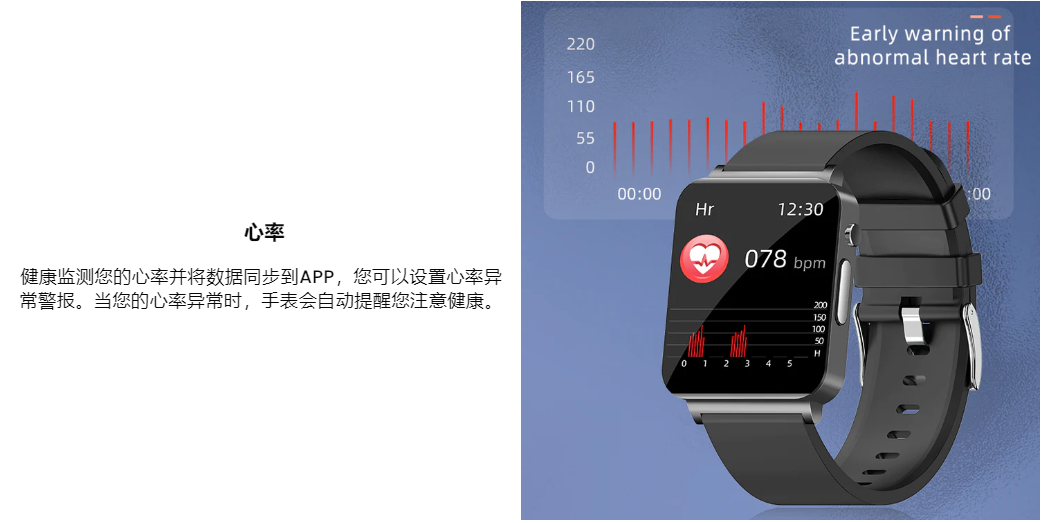 心率
健康监测您的心率并将数据同步到APP，您可以设置心率异
常警报。当您的心率异常时，手表会自动提醒您注意健康。
Early warning of
abnormal heart rate
220
165
110
55
0
00:00
:00
Hr 12:30
078 bpm
200
150
100
50
H
0 1 2 3 4 5